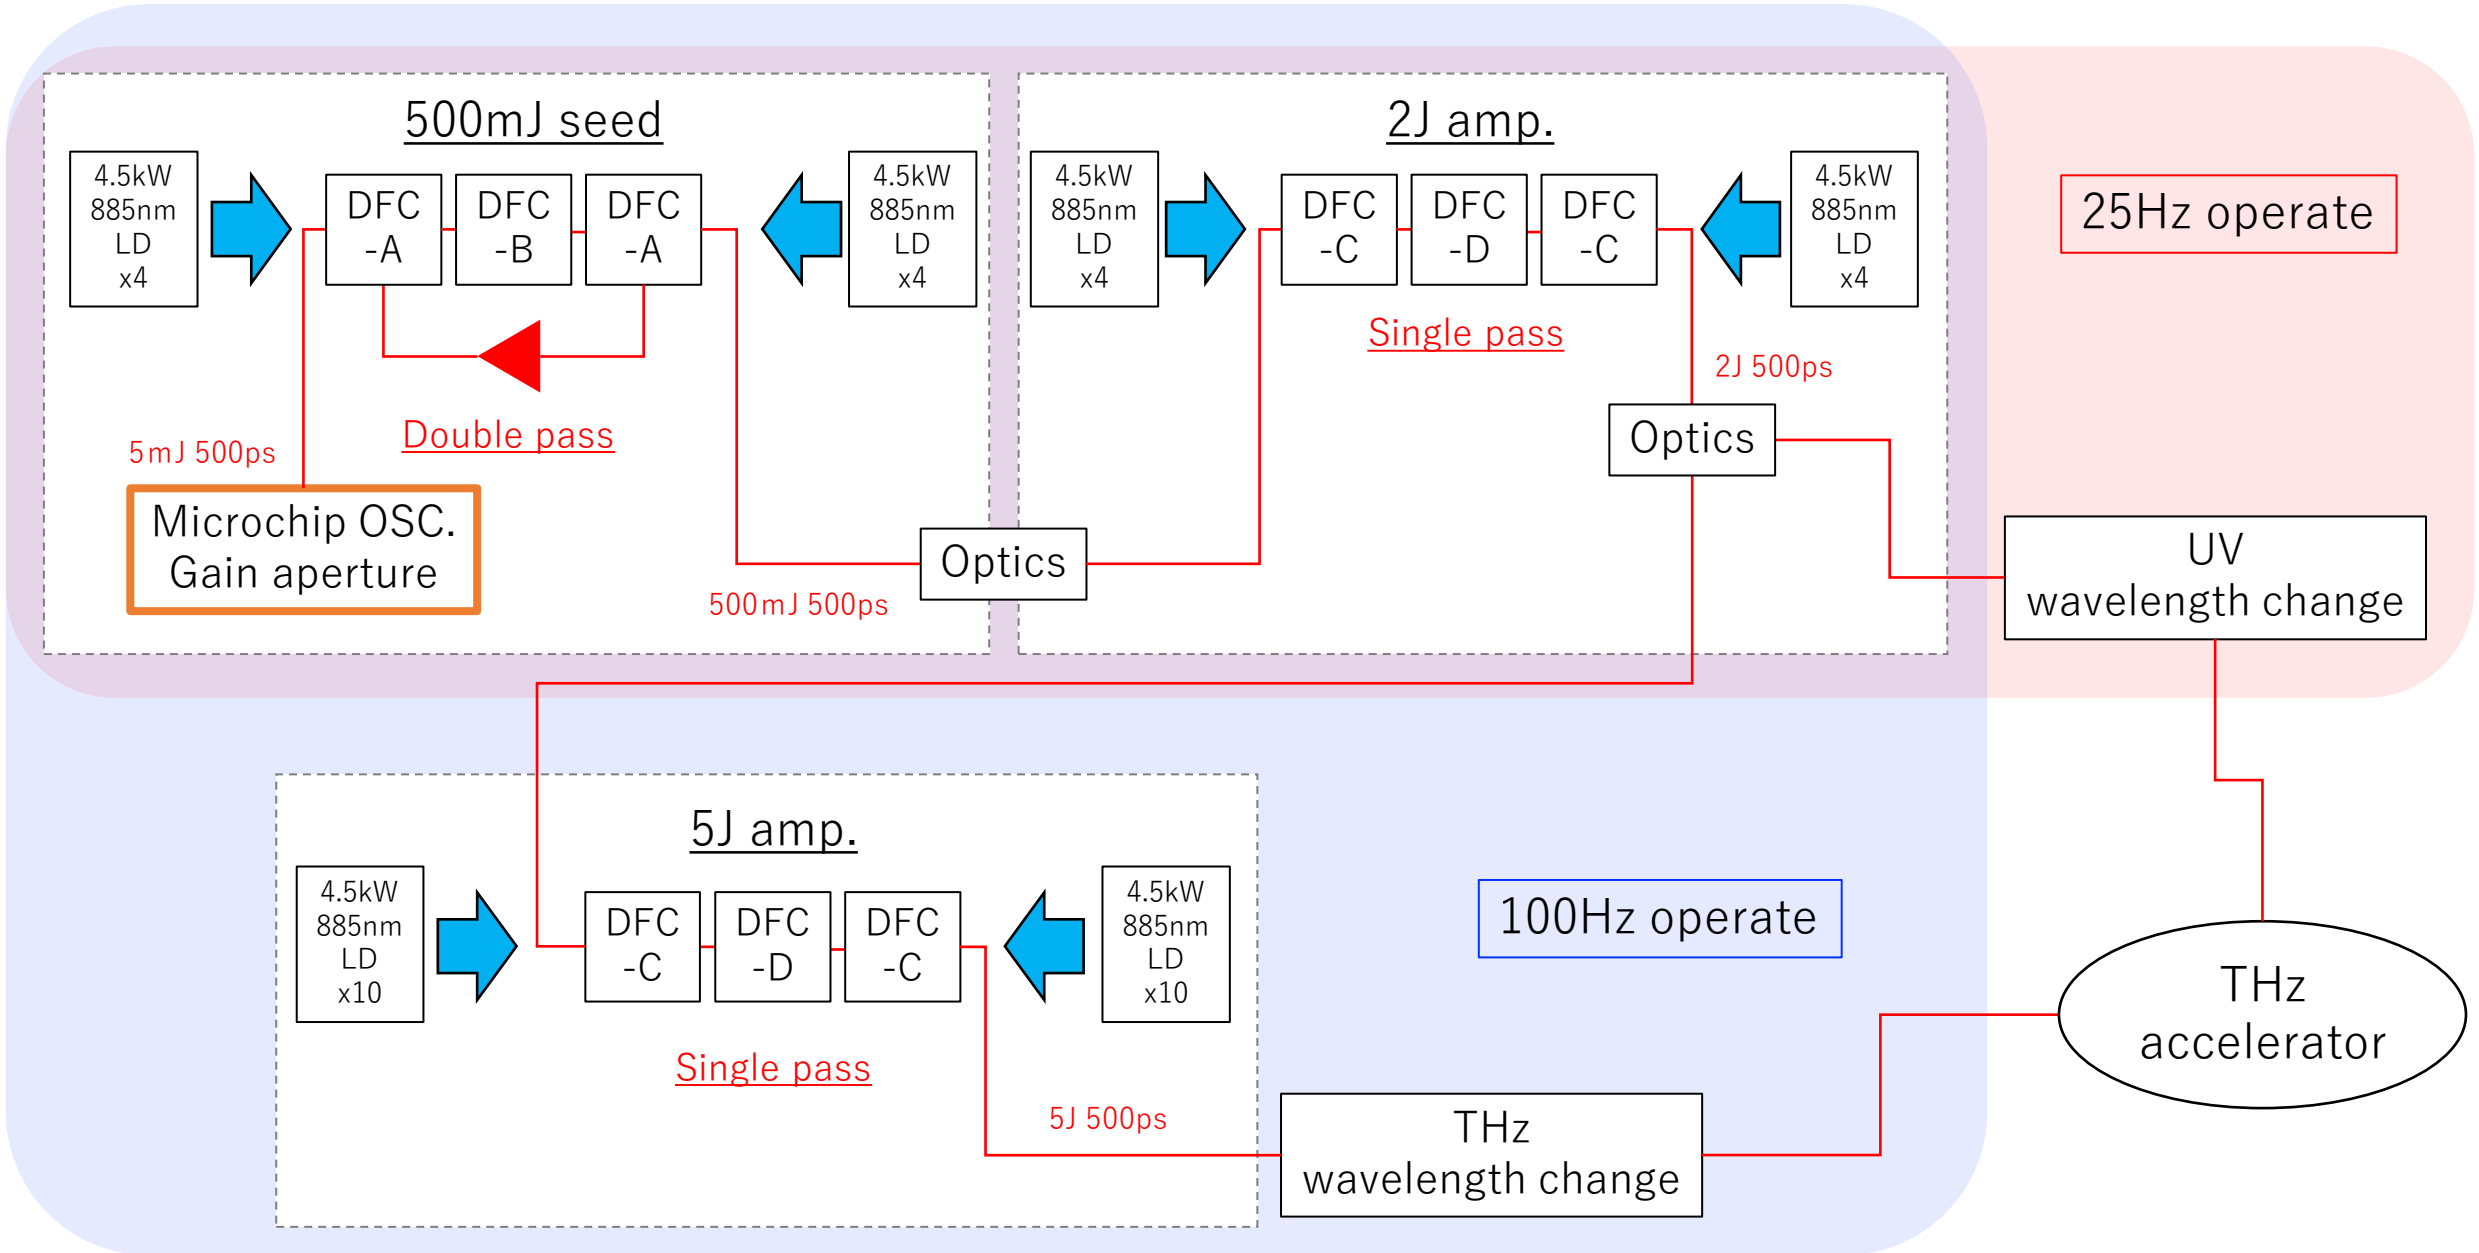 500mJ seed
4.5kW
885nm
LD
x4
DFC
-A
DFC
-B
DFC
-A
4.5kW
885nm
LD
x4
Double pass
5mJ 500ps
Microchip OSC.
Gain aperture
500mJ 500ps
Optics
2J amp.
4.5kW
885nm
LD
x4
DFC
-C
DFC
-D
DFC
-C
4.5kW
885nm
LD
x4
Single pass
2J 500ps
Optics
25Hz operate
UV
wavelength change
5J amp.
4.5kW
885nm
LD
x10
DFC
-C
DFC
-D
DFC
-C
4.5kW
885nm
LD
x10
Single pass
5J 500ps
100Hz operate
THz
wavelength change
THz
accelerator